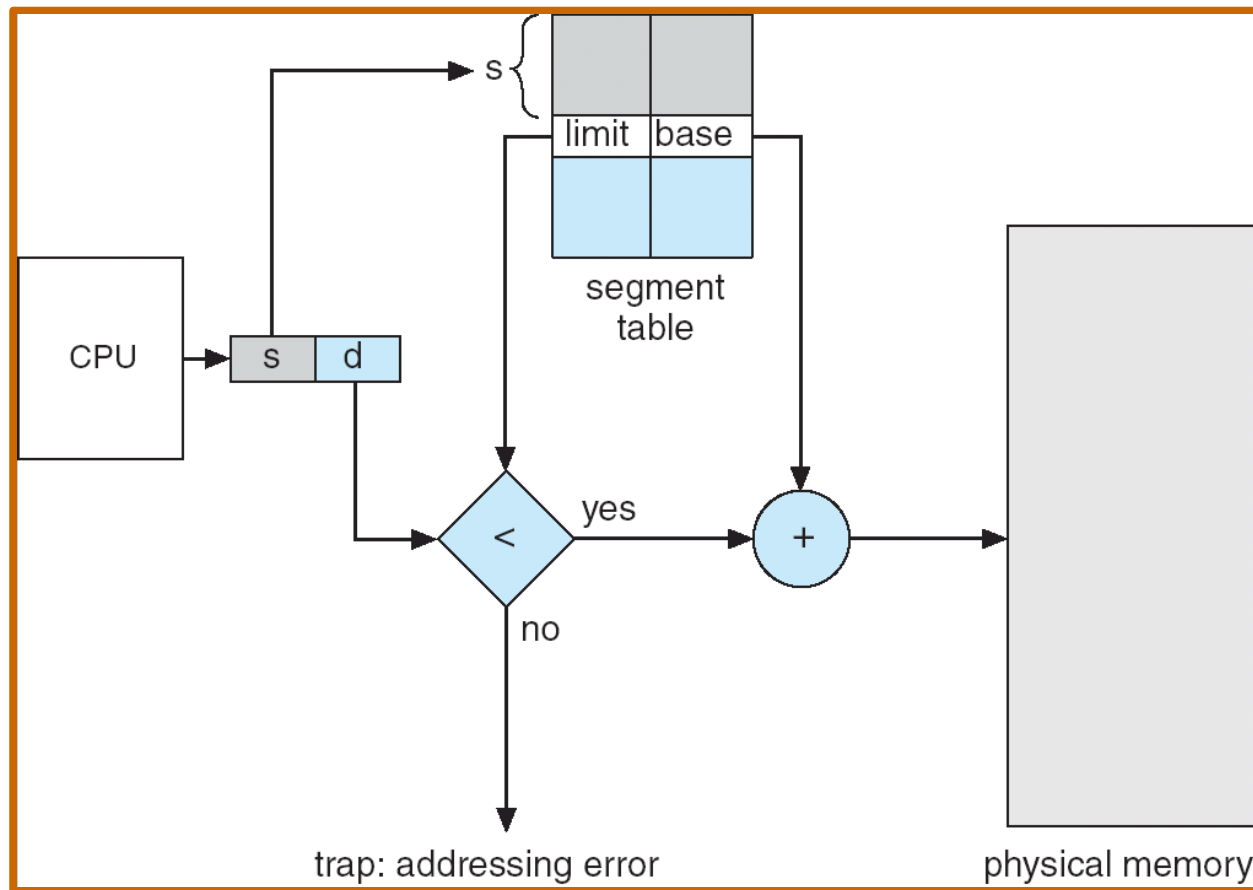 s
limit base
segment
table
CPU
s d
<
yes
+
no
trap: addressing error
physical memory